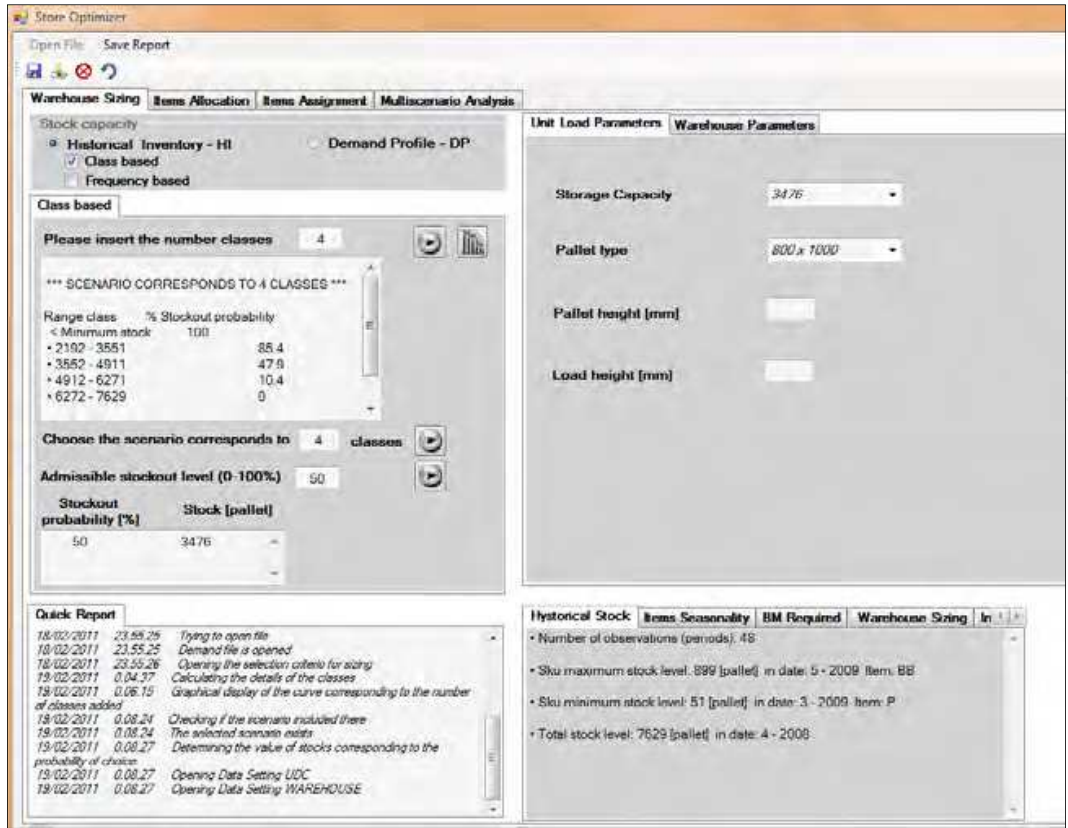 Store Optimizer
Open File Save Report
Warehouse Sizing Items Allocation Items Assignment Multiscenario Analysis
Stock capacity
Historical Inventory - HI Demand Profile - DP
Class based
Frequency based
Class based
Please insert the number classes 4
*** SCENARIO CORRESPONDS TO 4 CLASSES ***
Range class % Stockout probability
< Minimum stock 100
• 2192 - 3551 85.4
• 3552 - 4911 47.9
• 4912 - 6271 10.4
• 6272 - 7629 0
Choose the scenario corresponds to 4 classes
Admissible stockout level (0-100%) 50
Stockout probability [%] Stock [pallet]
50 3476
Unit Load Parameters Warehouse Parameters
Storage Capacity 3476
Pallet type 800 x 1000
Pallet height [mm]
Load height [mm]
Quick Report
18/02/2011 23.55.25 Trying to open file
18/02/2011 23.55.25 Demand file is opened
18/02/2011 23.55.26 Opening the selection criteria for sizing
19/02/2011 0.04.37 Calculating the details of the classes
19/02/2011 0.06.15 Graphical display of the curve corresponding to the number
of classes added
19/02/2011 0.08.24 Checking if the scenario included there
19/02/2011 0.08.24 The selected scenario exists
19/02/2011 0.08.27 Determining the value of stocks corresponding to the
probability of choice
19/02/2011 0.08.27 Opening Data Setting UDC
19/02/2011 0.08.27 Opening Data Setting WAREHOUSE
Hystorical Stock Items Seasonality BM Required Warehouse Sizing In
• Number of observations (periods): 48
• Sku maximum stock level: 899 [pallet] in date: 5 - 2009 Item: BB
• Sku minimum stock level: 51 [pallet] in date: 3 - 2009 Item: P
• Total stock level: 7629 [pallet] in date: 4 - 2008